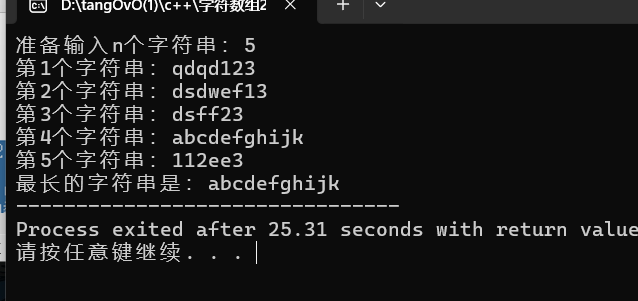 D:\tangOvO(1)\c++\字符数组2
准备输入n个字符串：5
第1个字符串：qdqd123
第2个字符串：dsdwef13
第3个字符串：dsff23
第4个字符串：abcdefghijk
第5个字符串：112ee3
最长的字符串是：abcdefghijk
--------------------------------
Process exited after 25.31 seconds with return value
请按任意键继续. . .